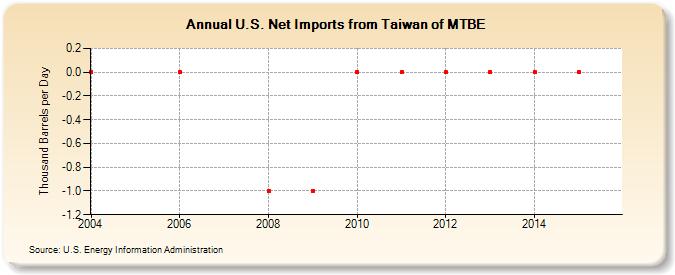 Annual U.S. Net Imports from Taiwan of MTBE
Thousand Barrels per Day
0.2
0.0
-0.2
-0.4
-0.6
-0.8
-1.0
-1.2
2004 2006 2008 2010 2012 2014
Source: U.S. Energy Information Administration